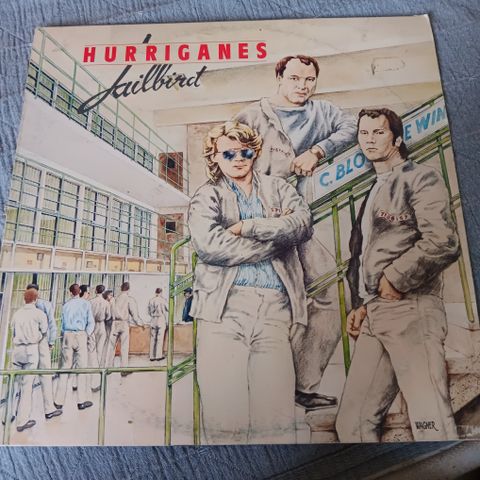 HURRIGANES
Jailbird
C. BLO E WIN
WAGNER